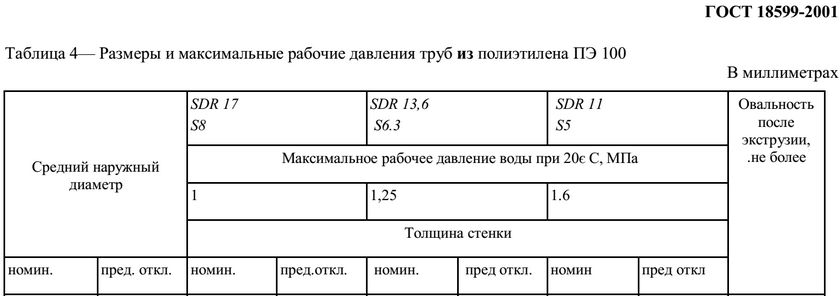 ГОСТ 18599-2001
Таблица 4— Размеры и максимальные рабочие давления труб из полиэтилена ПЭ 100
В миллиметрах
Средний наружный
диаметр
SDR 17
S8
SDR 13,6
S6.3
SDR 11
S5
Овальность
после
экструзии,
.не более
Максимальное рабочее давление воды при 20є С, МПа
1
1,25
1.6
Толщина стенки
номин.
пред. откл.
номин.
пред.откл.
номин.
пред откл.
номин
пред откл